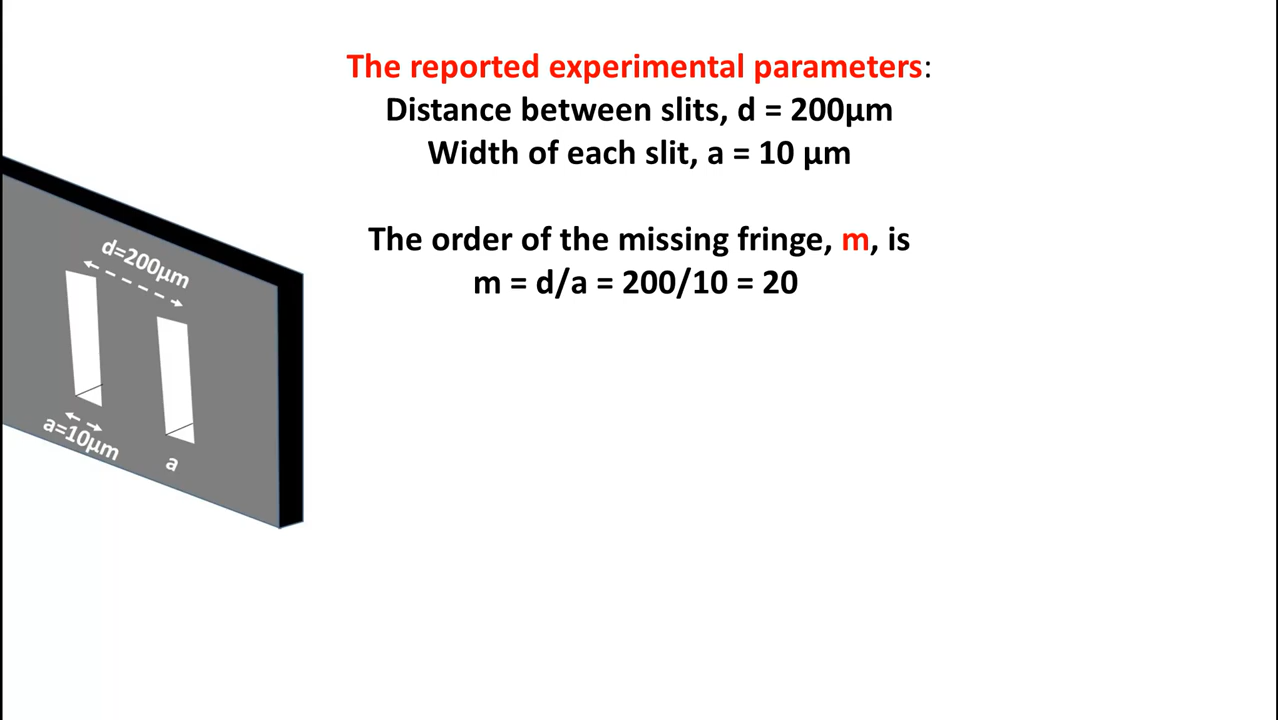 The reported experimental parameters:
Distance between slits, d = 200µm
Width of each slit, a = 10 µm
The order of the missing fringe, m, is
m = d/a = 200/10 = 20
d=200µm
a=10µm
a